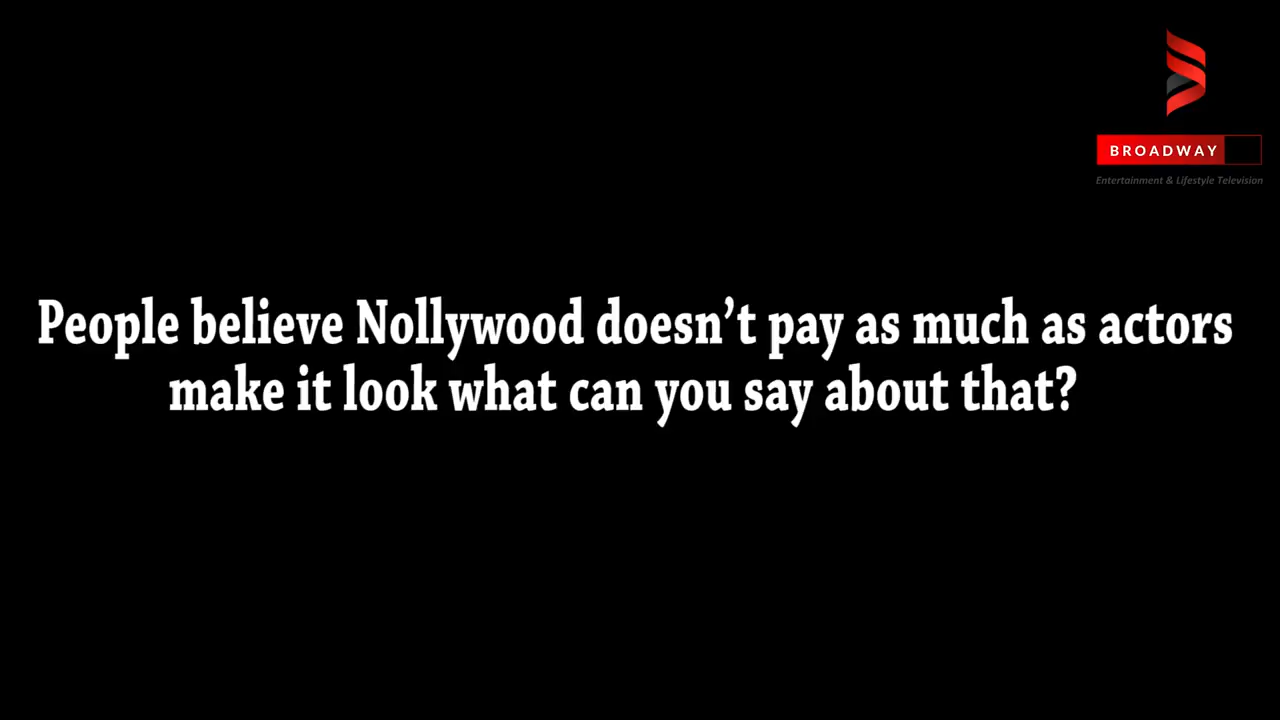 BROADWAY
Entertainment & Lifestyle Television
People believe Nollywood doesn’t pay as much as actors
make it look what can you say about that?